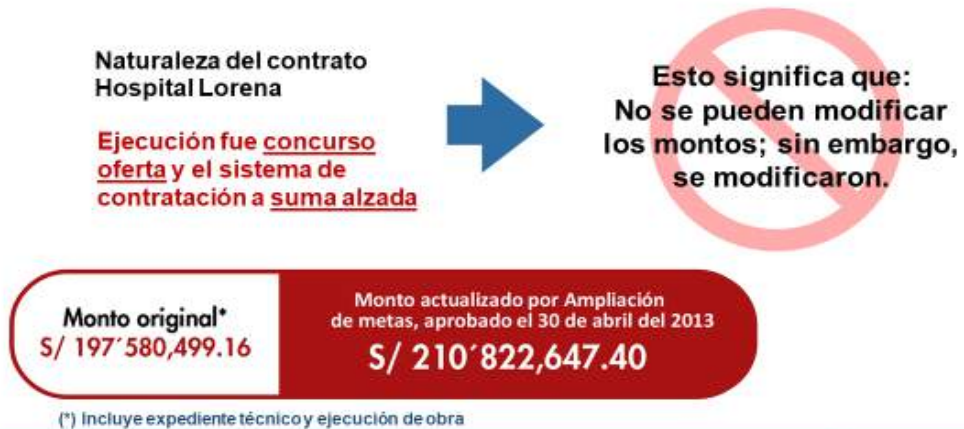 Naturaleza del contrato
Hospital Lorena
Ejecución fue concurso
oferta y el sistema de
contratación a suma alzada
Esto significa que:
No se pueden modificar
los montos; sin embargo,
se modificaron.
Monto original*
S/ 197´580,499.16
Monto actualizado por Ampliación
de metas, aprobado el 30 de abril del 2013
S/ 210´822,647.40
(*) Incluye expediente técnico y ejecución de obra